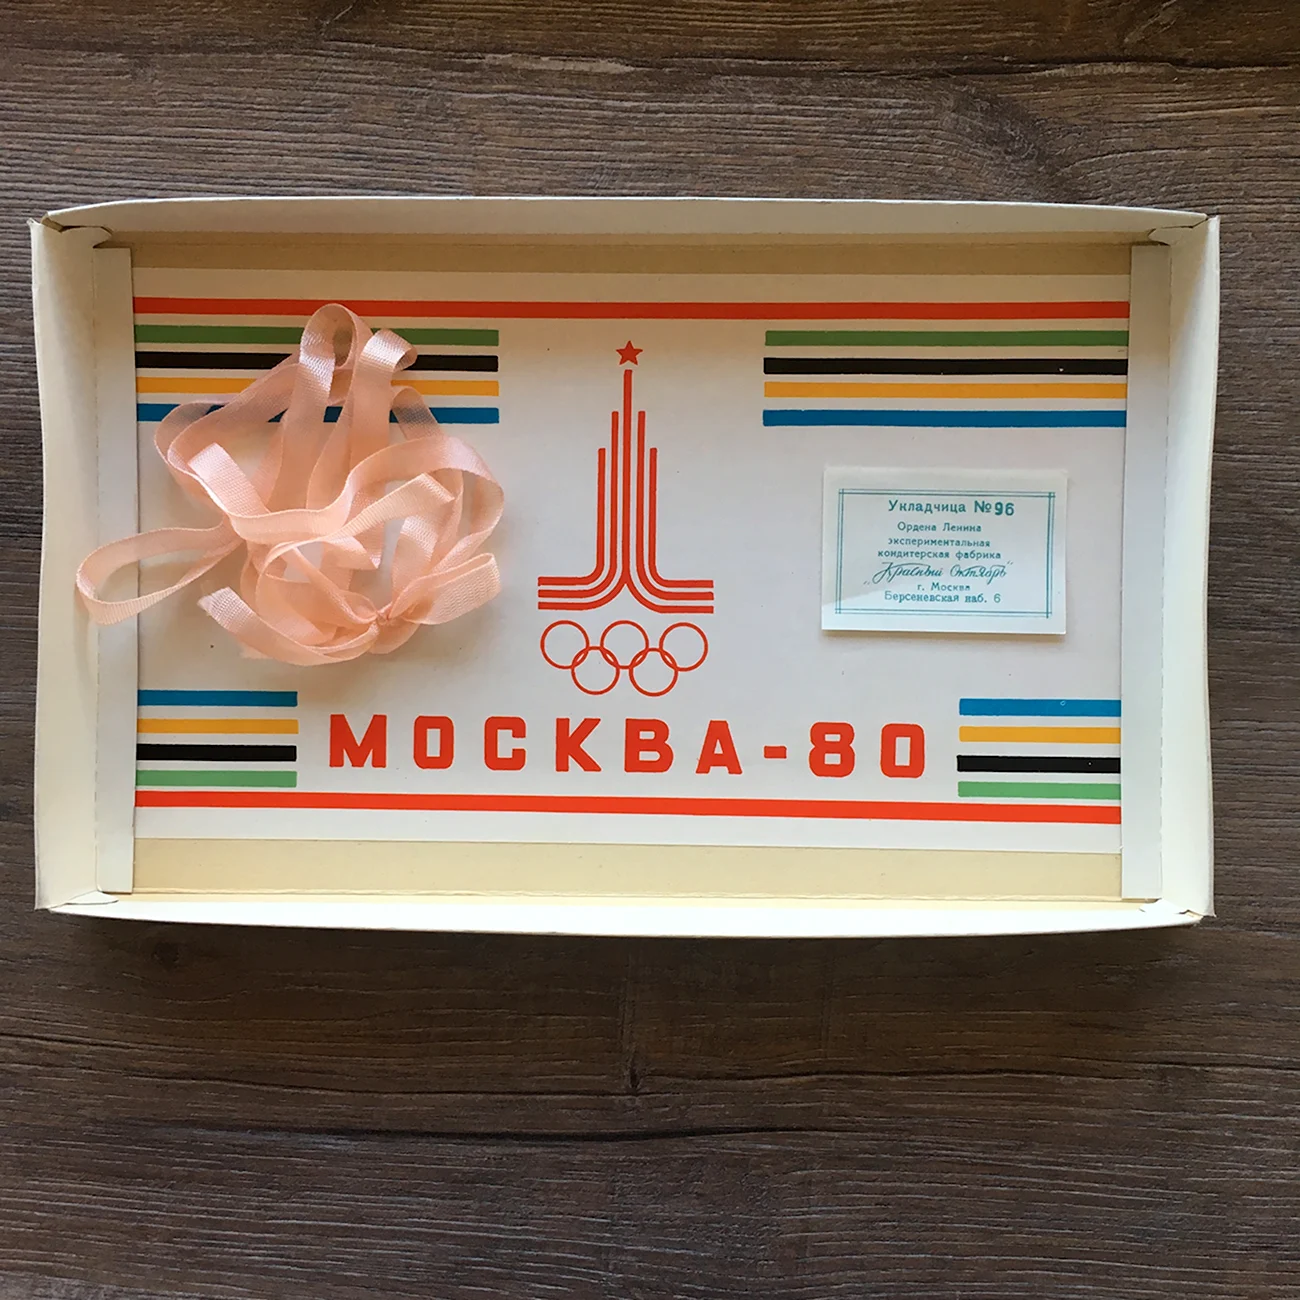 Укладчица №96
Ордена Ленина
экспериментальная
кондитерская фабрика
"Красный Октябрь"
г. Москва
Берсеневская наб. 6
МОСКВА-80